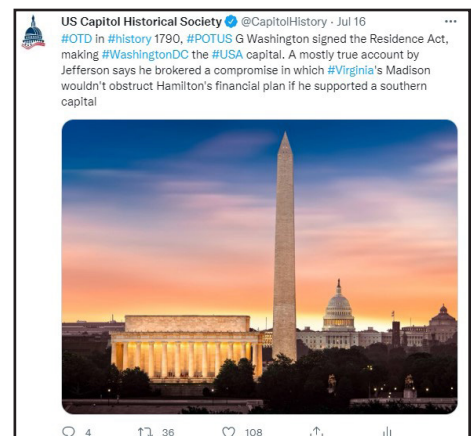 US Capitol Historical Society @CapitolHistory · Jul 16
#OTD in #history 1790, #POTUS G Washington signed the Residence Act,
making #WashingtonDC the #USA capital. A mostly true account by
Jefferson says he brokered a compromise in which #Virginia's Madison
wouldn't obstruct Hamilton's financial plan if he supported a southern
capital
4 36 108